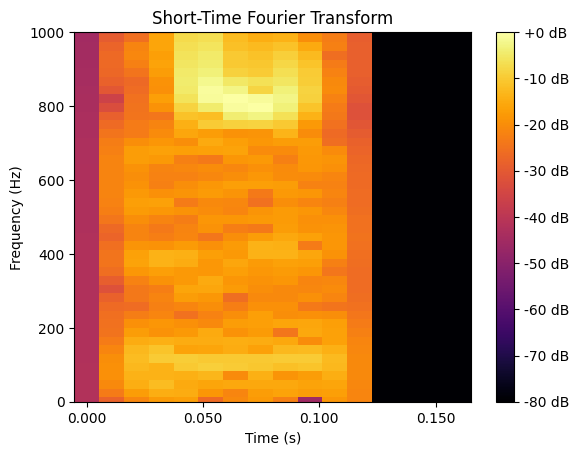 Short-Time Fourier Transform
1000
800
600
400
200
0
Frequency (Hz)
0.000
0.050
0.100
0.150
Time (s)
+0 dB
-10 dB
-20 dB
-30 dB
-40 dB
-50 dB
-60 dB
-70 dB
-80 dB